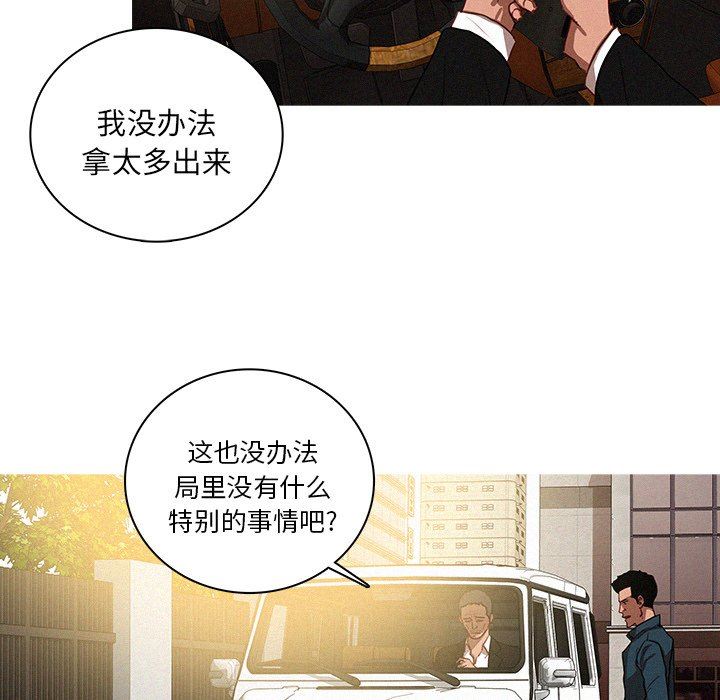 我没办法
拿太多出来
这也没办法
局里没有什么
特别的事情吧?